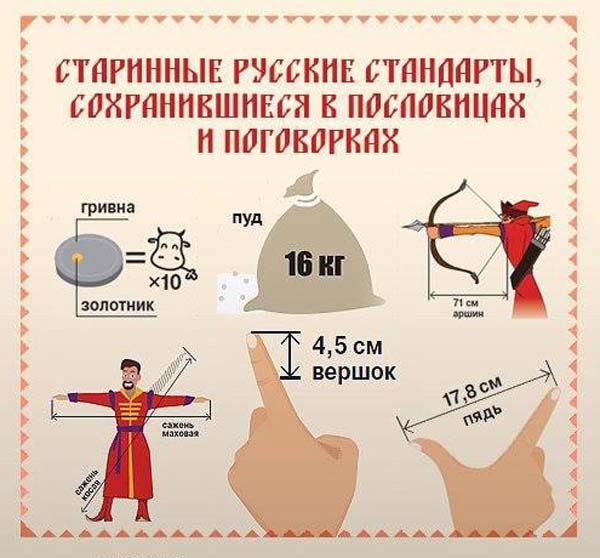 СТАРИННЫЕ РУССКИЕ СТАНДАРТЫ,
СОХРАНИВШИЕСЯ В ПОСЛОВИЦАХ
И ПОГОВОРКАХ
гривна
=
×10
золотник
пуд
16 кг
71 см
аршин
сажень
маховая
сажень
косая
4,5 см
вершок
17,8 см
пядь